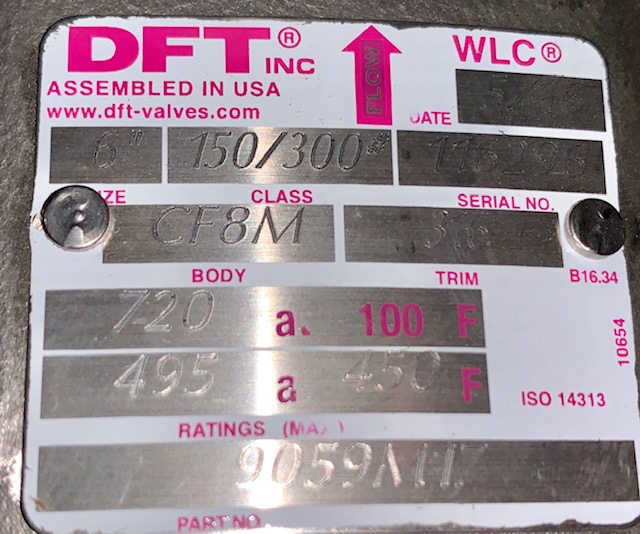 DFT® INC
WLC®
FLOW
ASSEMBLED IN USA
www.dft-valves.com
DATE
6" 150/300#
CLASS SERIAL NO.
CF8M
BODY TRIM B16.34
720 a. 100 F
10654
495 a 450 F
ISO 14313
RATINGS
PART NO